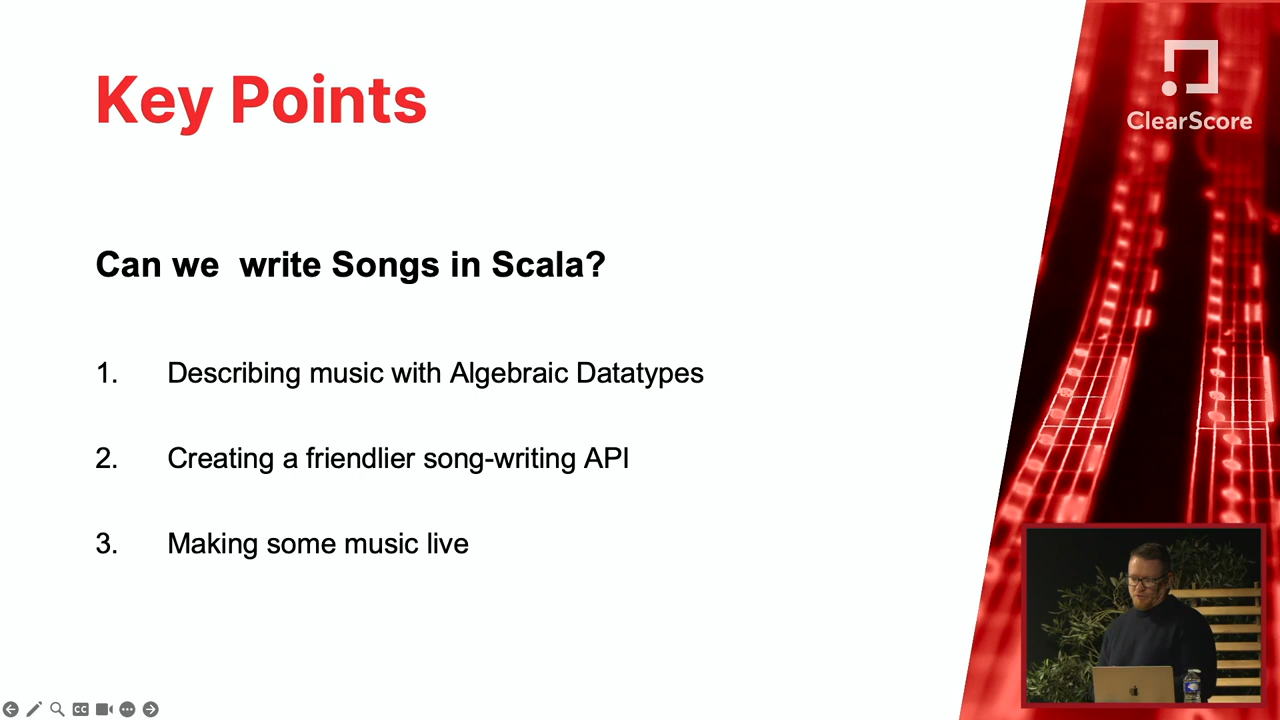 Key Points
ClearScore
Can we  write Songs in Scala?
1. Describing music with Algebraic Datatypes
2. Creating a friendlier song-writing API
3. Making some music live
CC